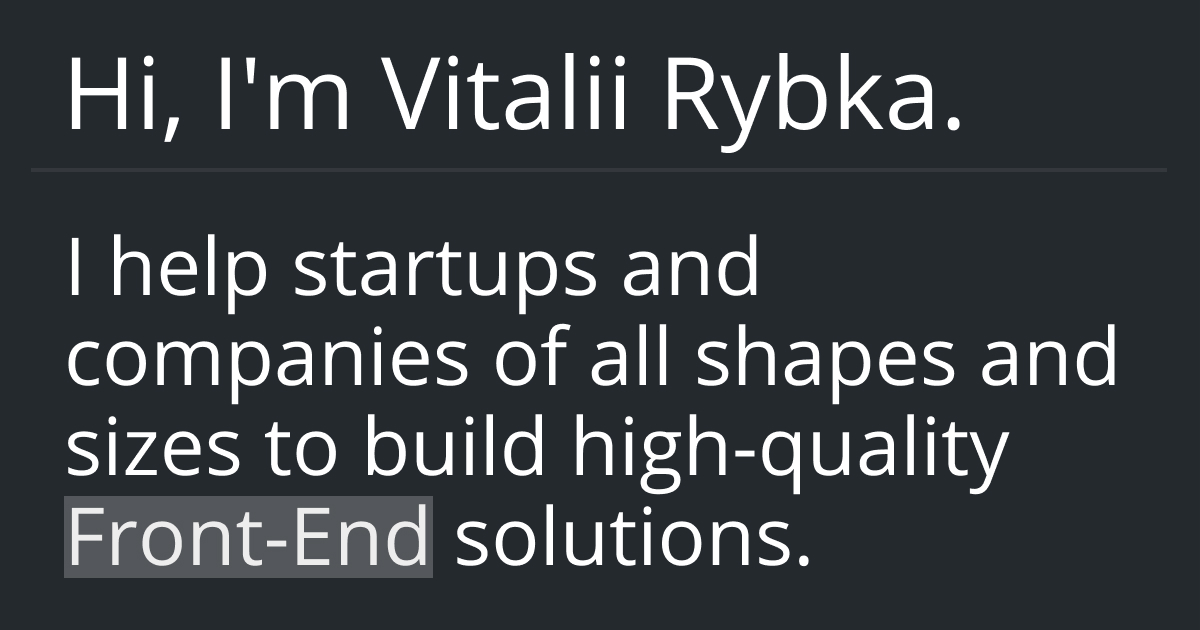 Hi, I'm Vitalii Rybka.
I help startups and
companies of all shapes and
sizes to build high-quality
Front-End solutions.